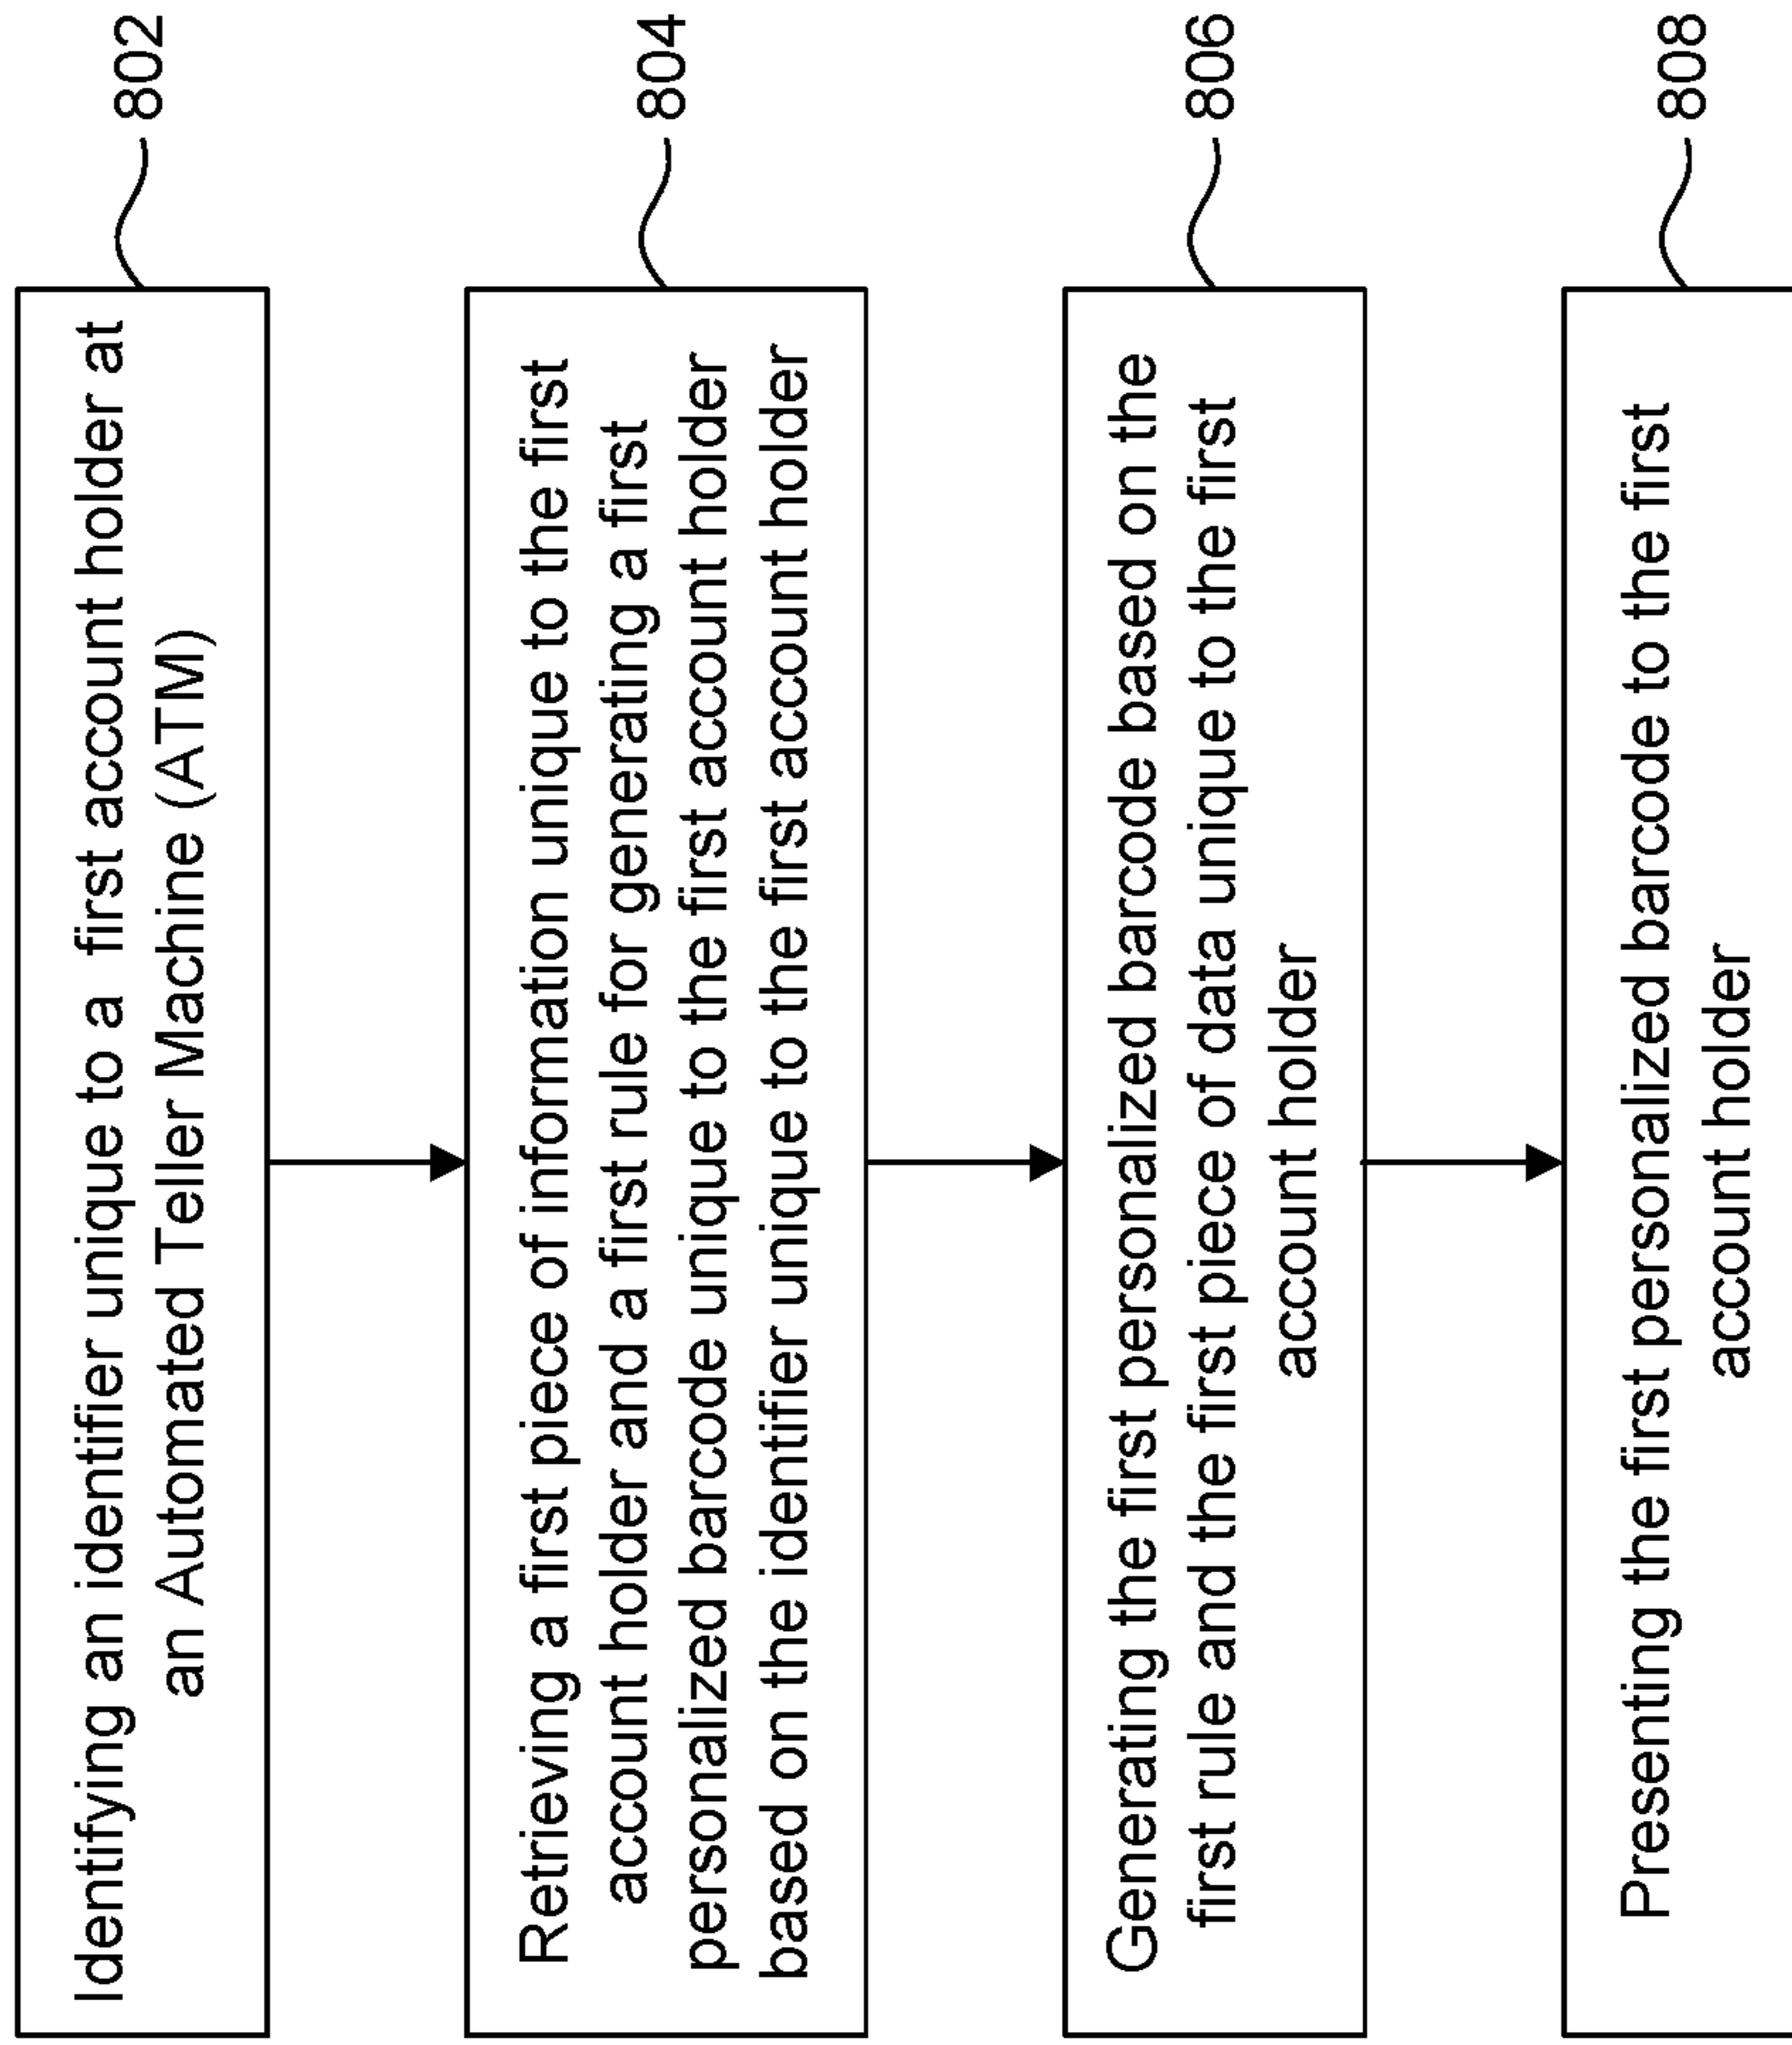 Identifying an identifier unique to a first account holder at
an Automated Teller Machine (ATM)
802
Retrieving a first piece of information unique to the first
account holder and a first rule for generating a first
personalized barcode unique to the first account holder
based on the identifier unique to the first account holder
804
Generating the first personalized barcode based on the
first rule and the first piece of data unique to the first
account holder
806
Presenting the first personalized barcode to the first
account holder
808